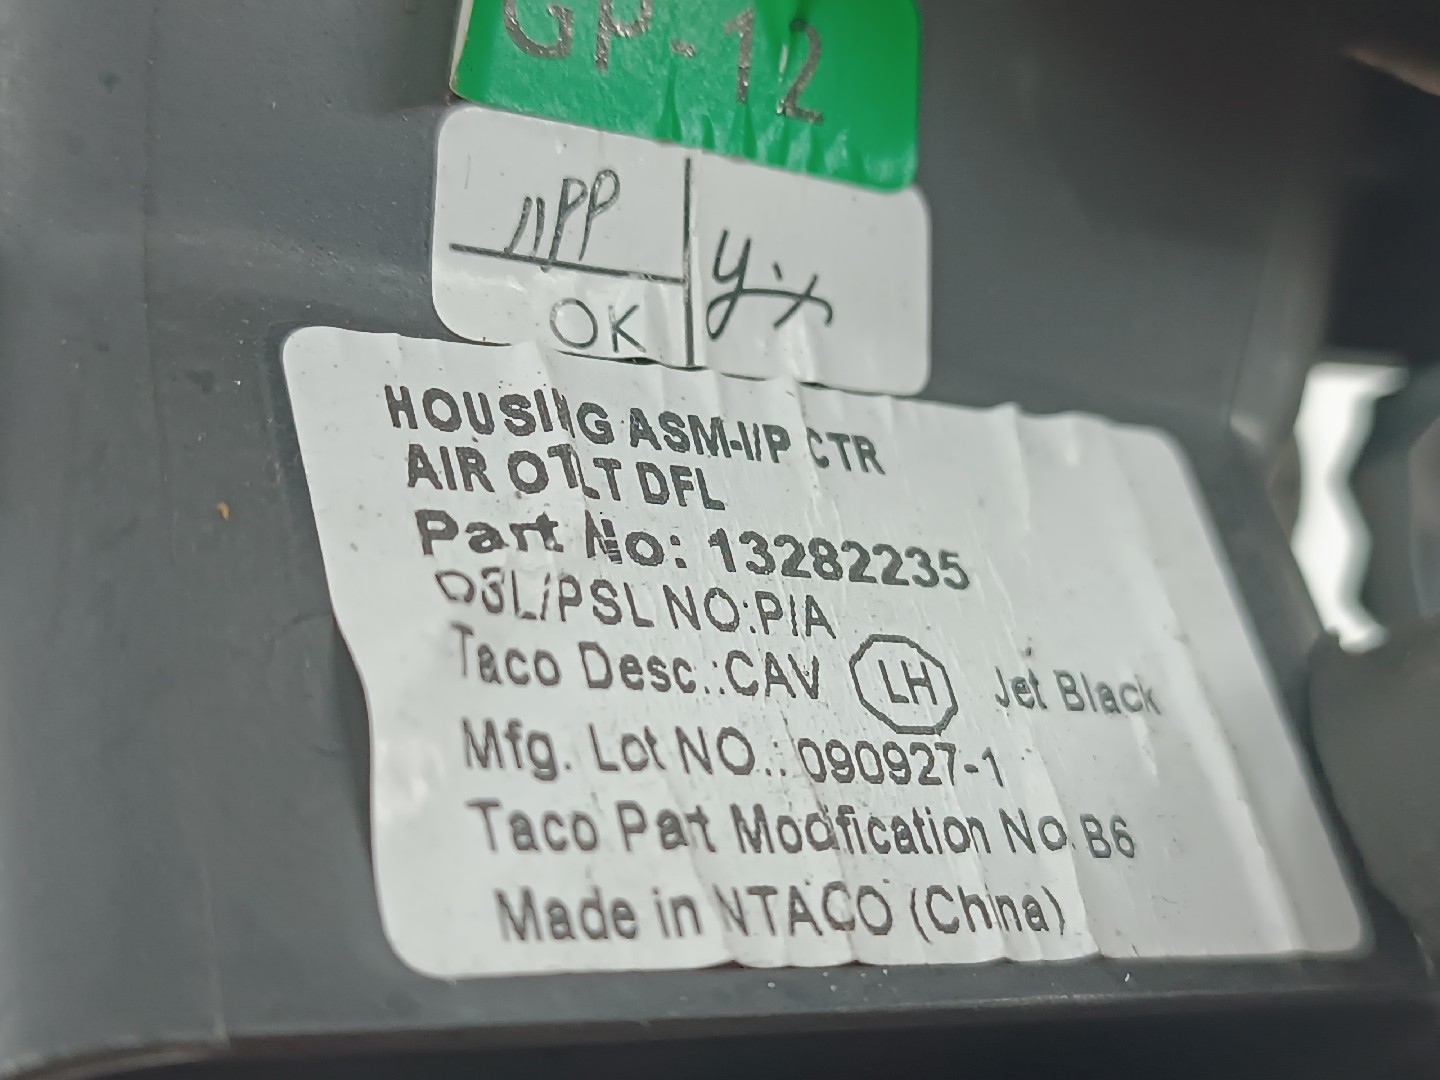 GP-12
OK
HOUSING ASM-I/P CTR
AIR OTLT DFL
Part No: 13282235
DSL/PSL NO:P/A
Taco Desc.:CAV LH Jet Black
Mfg. Lot NO.: 090927-1
Taco Part Modification No. B6
Made in NTACO (China)